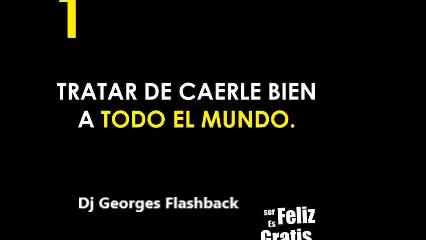 1
TRATAR DE CAERLE BIEN
A TODO EL MUNDO.
Dj Georges Flashback
ser
Es Feliz
Gratis